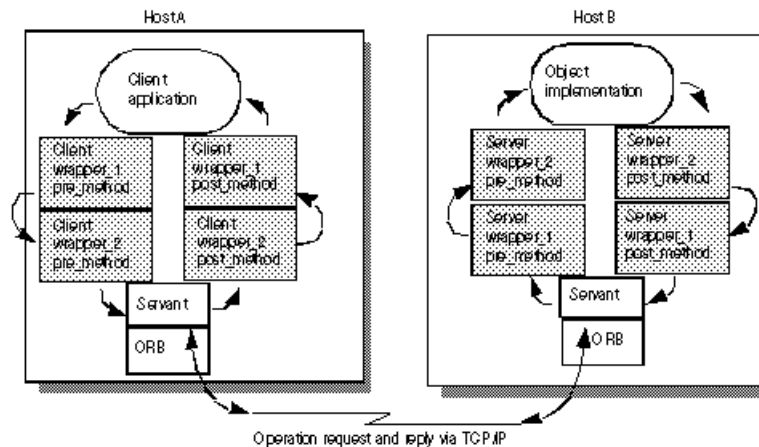 Host A
Client
application
Client
wrapper_1
pre_method
Client
wrapper_2
pre_method
Client
wrapper_1
post_method
Client
wrapper_2
post_method
Servant
ORB
Host B
Object
implementation
Server
wrapper_2
pre_method
Server
wrapper_1
pre_method
Server
wrapper_2
post_method
Server
wrapper_1
post_method
Servant
ORB
Operation request and reply via TCP/IP